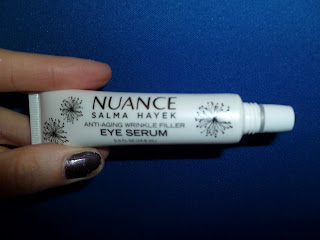 NUANCE
SALMA HAYEK
ANTI-AGING WRINKLE FILLER
EYE SERUM